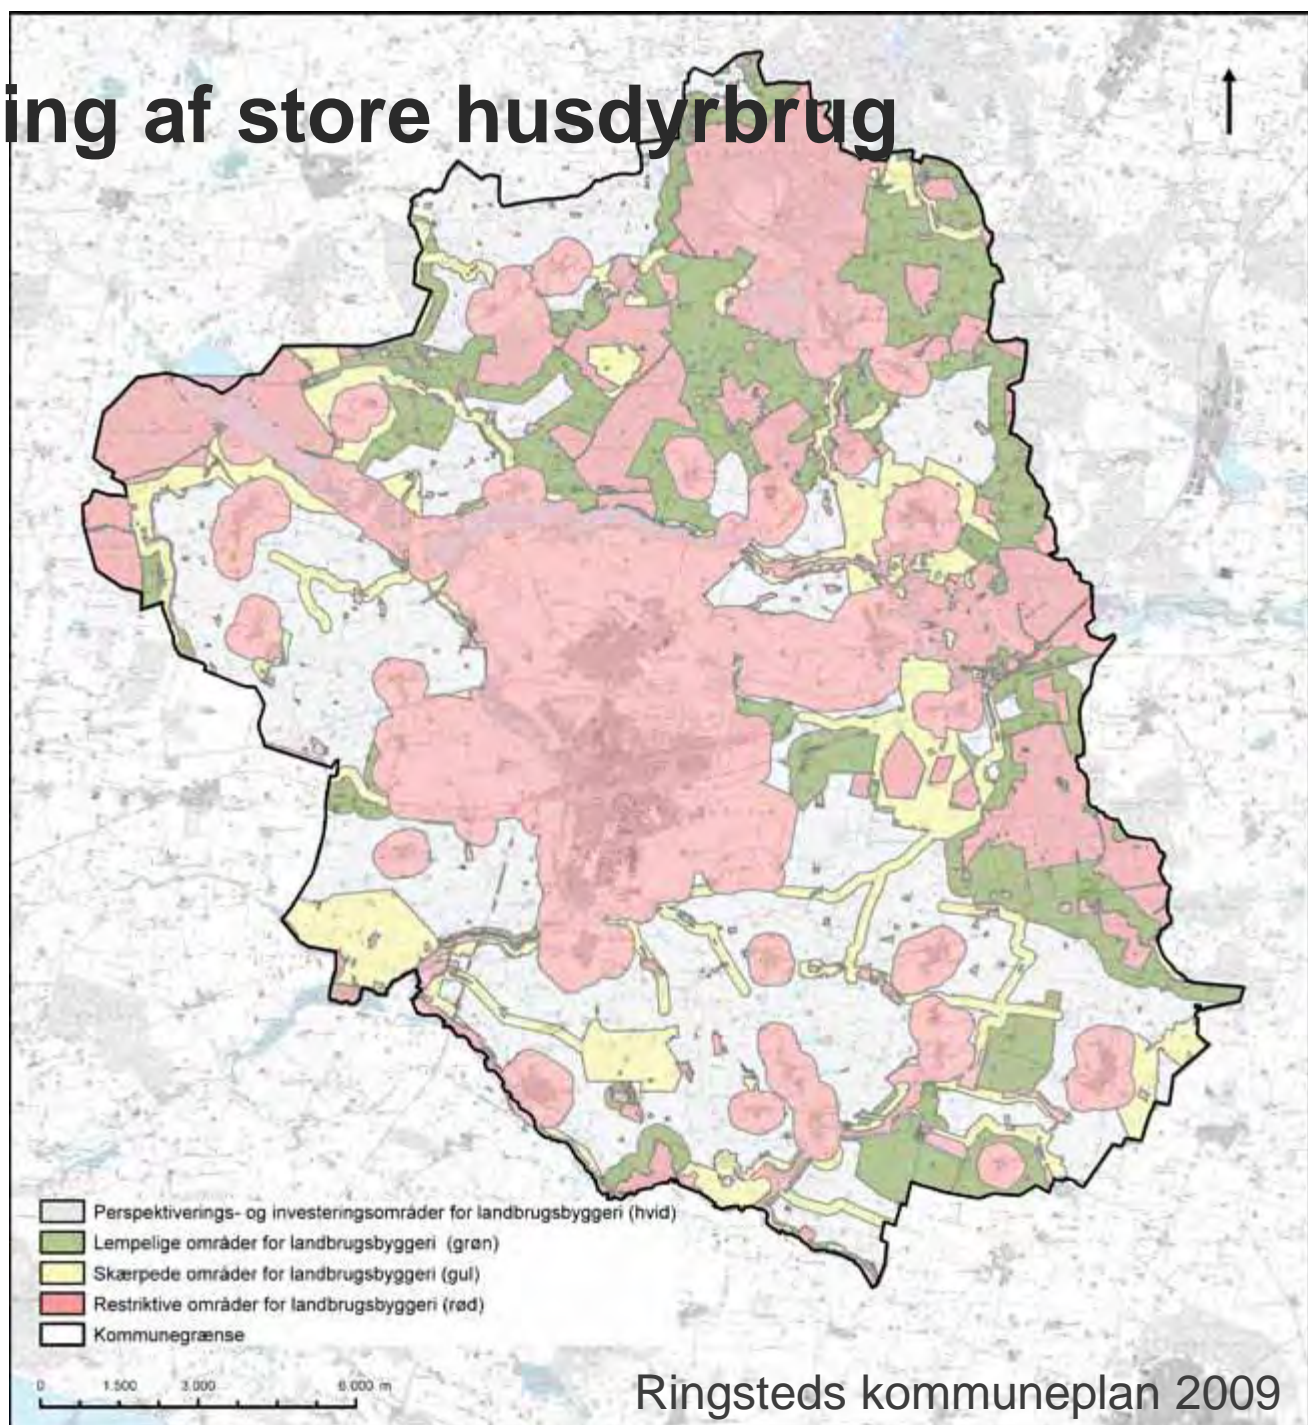 ing af store husdyrbrug
Perspektiverings- og investeringsområder for landbrugsbyggeri (hvid)
Lempelige områder for landbrugsbyggeri (grøn)
Skærpede områder for landbrugsbyggeri (gul)
Restriktive områder for landbrugsbyggeri (rød)
Kommunegrænse
0 1.500 3.000 6.000 m
Ringsteds kommuneplan 2009